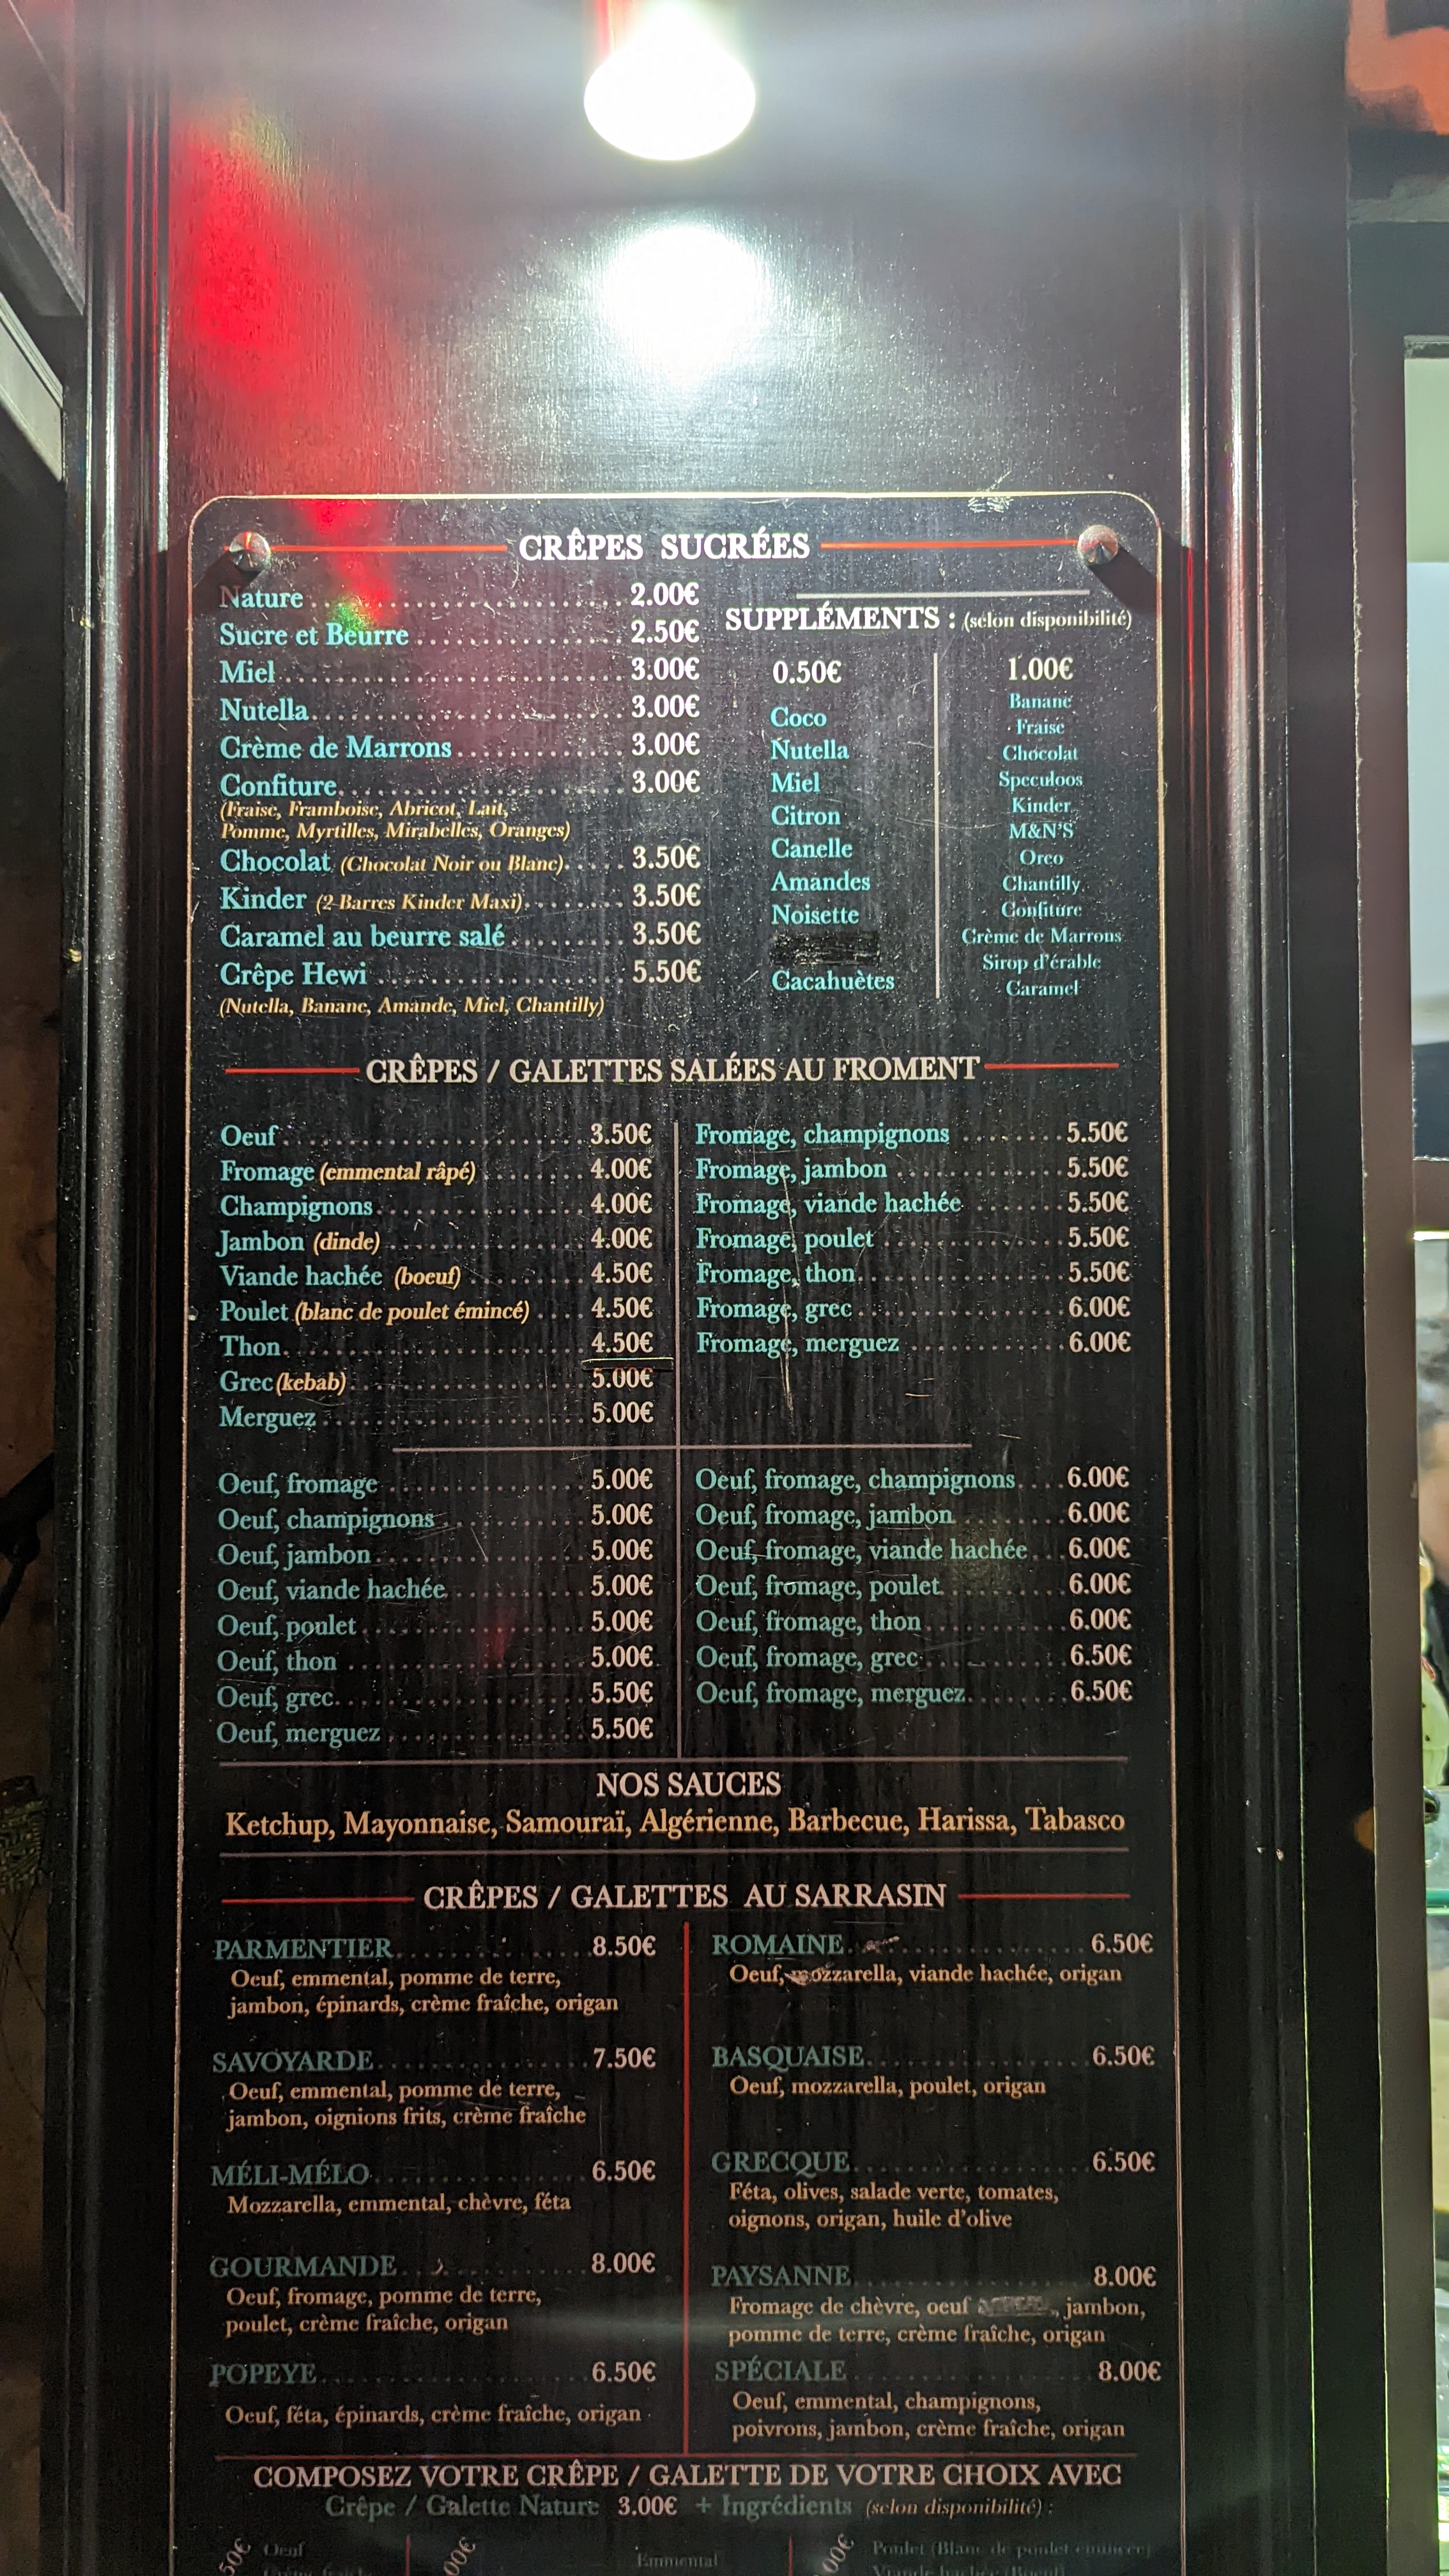 CRÊPES SUCRÉES
Nature 2.00€
Sucre et Beurre 2.50€
Miel 3.00€
Nutella 3.00€
Crème de Marrons 3.00€
Confiture 3.00€
(Fraise, Framboise, Abricot, Lait,
Pomme, Myrtilles, Mirabelles, Oranges)
Chocolat (Chocolat Noir ou Blanc) 3.50€
Kinder (2 Barres Kinder Maxi) 3.50€
Caramel au beurre salé 3.50€
Crêpe Hewi 5.50€
(Nutella, Banane, Amande, Miel, Chantilly)
SUPPLÉMENTS : (selon disponibilité)
0.50€
Coco
Nutella
Miel
Citron
Canelle
Amandes
Noisette
Cacahuètes
1.00€
Banane
Fraise
Chocolat
Speculoos
Kinder
M&N'S
Oreo
Chantilly
Confiture
Crème de Marrons
Sirop d'érable
Caramel
CRÊPES / GALETTES SALÉES AU FROMENT
Oeuf 3.50€
Fromage (emmental râpé) 4.00€
Champignons 4.00€
Jambon (dinde) 4.00€
Viande hachée (boeuf) 4.50€
Poulet (blanc de poulet émincé) 4.50€
Thon 4.50€
Grec (kebab) 5.00€
Merguez 5.00€
Fromage, champignons 5.50€
Fromage, jambon 5.50€
Fromage, viande hachée 5.50€
Fromage, poulet 5.50€
Fromage, thon 5.50€
Fromage, grec 6.00€
Fromage, merguez 6.00€
Oeuf, fromage 5.00€
Oeuf, champignons 5.00€
Oeuf, jambon 5.00€
Oeuf, viande hachée 5.00€
Oeuf, poulet 5.00€
Oeuf, thon 5.00€
Oeuf, grec 5.50€
Oeuf, merguez 5.50€
Oeuf, fromage, champignons 6.00€
Oeuf, fromage, jambon 6.00€
Oeuf, fromage, viande hachée 6.00€
Oeuf, fromage, poulet 6.00€
Oeuf, fromage, thon 6.00€
Oeuf, fromage, grec 6.50€
Oeuf, fromage, merguez 6.50€
NOS SAUCES
Ketchup, Mayonnaise, Samouraï, Algérienne, Barbecue, Harissa, Tabasco
CRÊPES / GALETTES AU SARRASIN
PARMENTIER 8.50€
Oeuf, emmental, pomme de terre,
jambon, épinards, crème fraîche, origan
SAVOYARDE 7.50€
Oeuf, emmental, pomme de terre,
jambon, oignions frits, crème fraîche
MÉLI-MÉLO 6.50€
Mozzarella, emmental, chèvre, féta
GOURMANDE 8.00€
Oeuf, fromage, pomme de terre,
poulet, crème fraîche, origan
POPEYE 6.50€
Oeuf, féta, épinards, crème fraîche, origan
ROMAINE 6.50€
Oeuf, mozzarella, viande hachée, origan
BASQUAISE 6.50€
Oeuf, mozzarella, poulet, origan
GRECQUE 6.50€
Féta, olives, salade verte, tomates,
oignons, origan, huile d'olive
PAYSANNE 8.00€
Fromage de chèvre, oeuf , jambon,
pomme de terre, crème fraîche, origan
SPÉCIALE 8.00€
Oeuf, emmental, champignons,
poivrons, jambon, crème fraîche, origan
COMPOSEZ VOTRE CRÊPE / GALETTE DE VOTRE CHOIX AVEC
Crêpe / Galette Nature 3.00€ + Ingrédients (selon disponibilité) :
Oeuf
Emmental
Poulet (Blanc de poulet émincée)
Viande hachée (Boeuf)